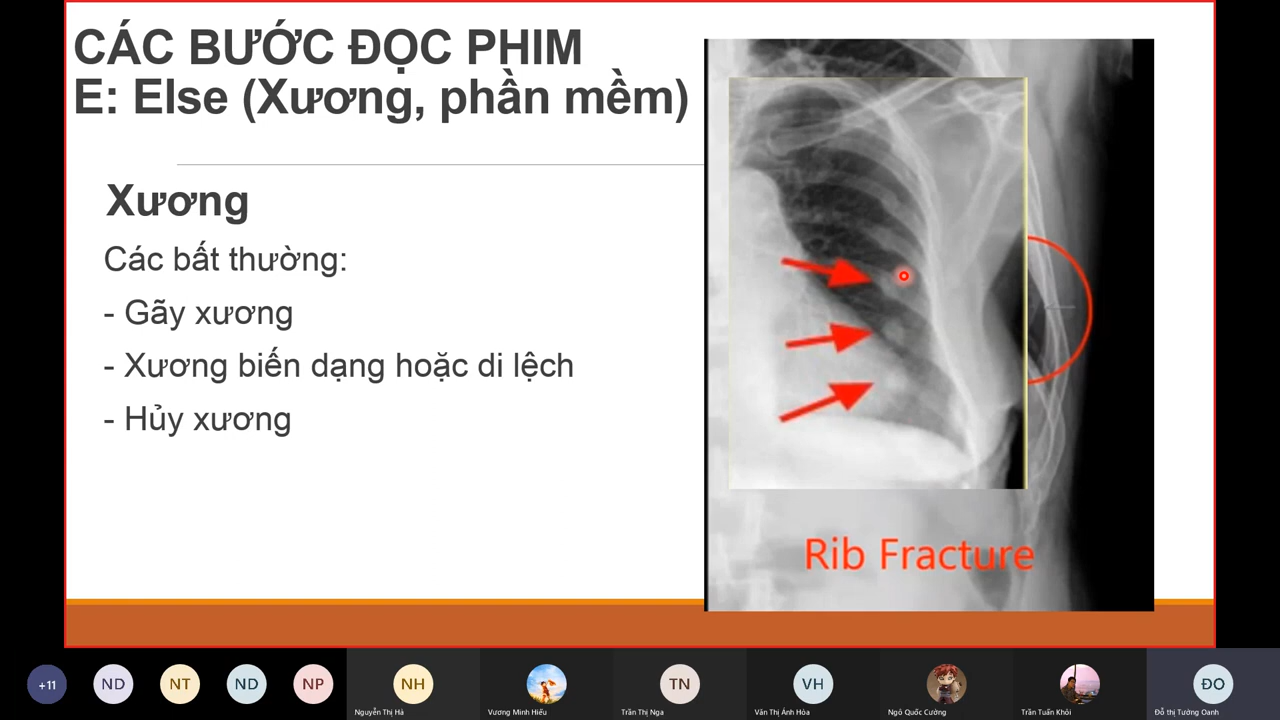 CÁC BƯỚC ĐỌC PHIM
E: Else (Xương, phần mềm)
Xương
Các bất thường:
- Gãy xương
- Xương biến dạng hoặc di lệch
- Hủy xương
Rib Fracture
+11
ND
NT
ND
NP
NH
TN
VH
ĐO
Nguyễn Thị Hà
Vương Minh Hiếu
Trần Thị Nga
Văn Thị Ánh Hòa
Ngô Quốc Cường
Trần Tuấn Khôi
Đỗ thị Tường Oanh